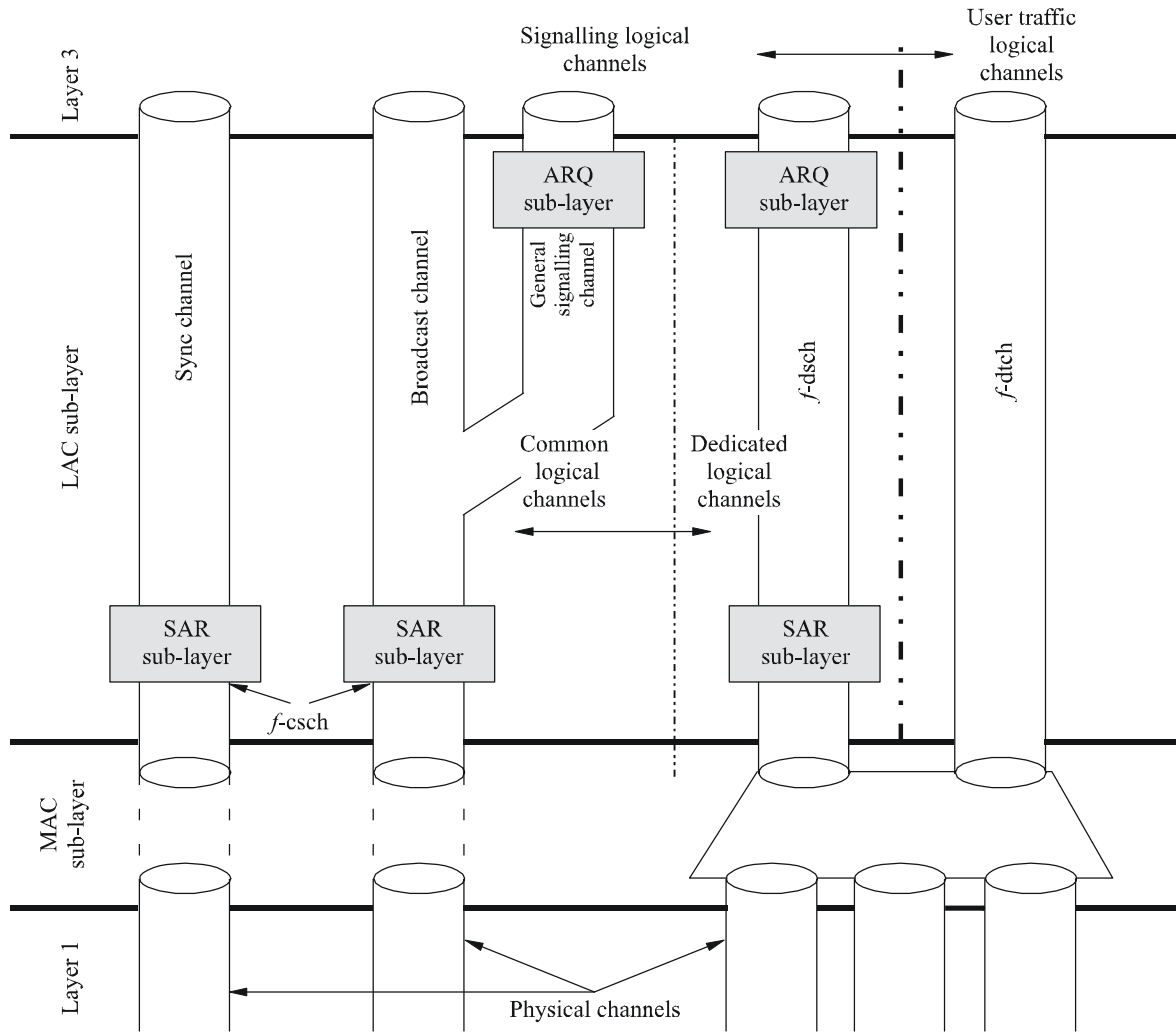 Signalling logical
channels
User traffic
logical
channels
Layer 3
ARQ
sub-layer
ARQ
sub-layer
LAC sub-layer
Sync channel
Broadcast channel
General
signalling
channel
f-dsch
f-dtch
Common
logical
channels
Dedicated
logical
channels
SAR
sub-layer
SAR
sub-layer
SAR
sub-layer
f-csch
MAC
sub-layer
Layer 1
Physical channels